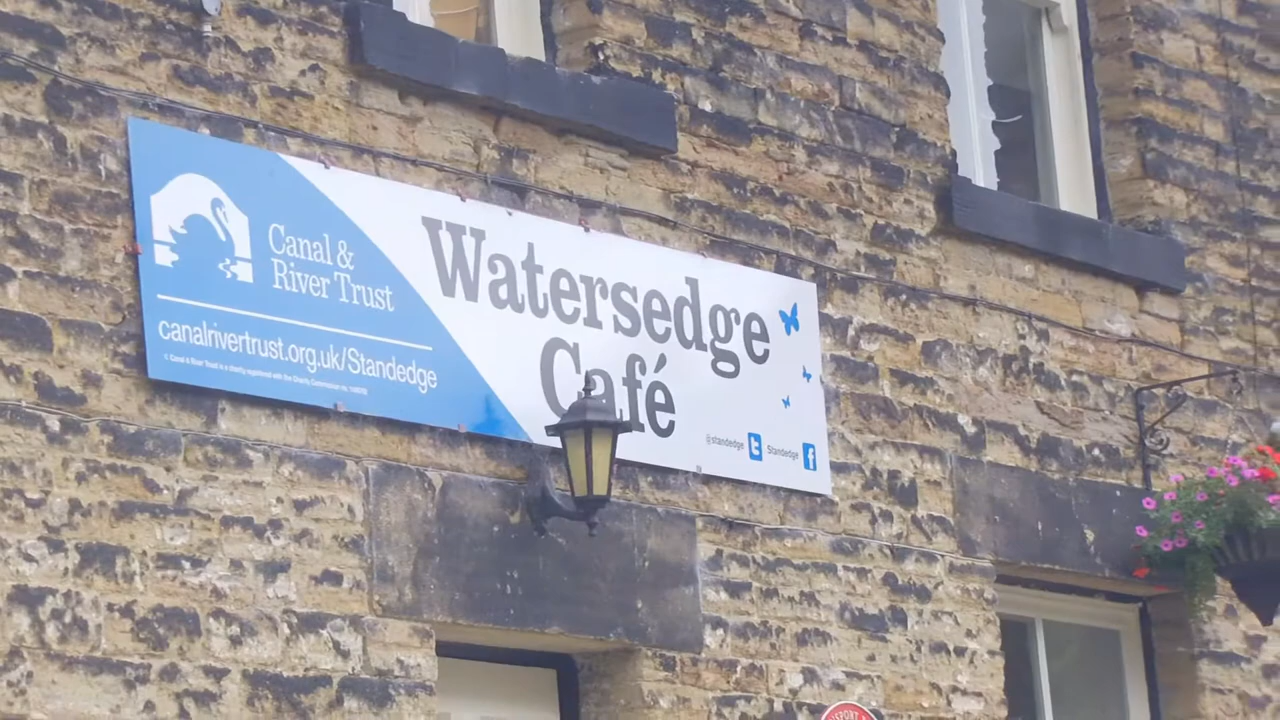 Canal &
River Trust
canalrivertrust.org.uk/Standedge
Watersedge
Café
@standedge
Standedge